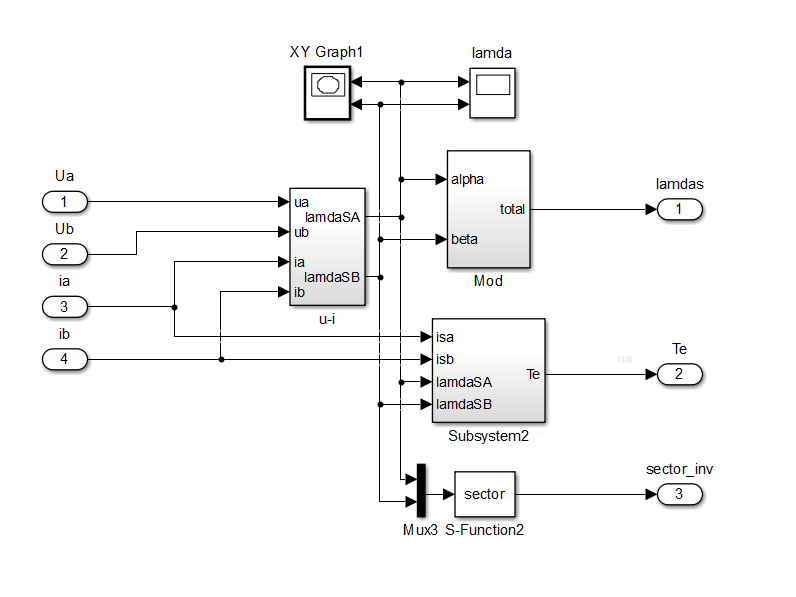 XY Graph1
lamda
Ua
1
Ub
2
ia
3
ib
4
ua
ub
ia
ib
lamdaSA
lamdaSB
u-i
alpha
beta
total
Mod
lamdas
1
isa
isb
lamdaSA
lamdaSB
Te
Subsystem2
Te
2
Mux3
sector
S-Function2
sector_inv
3